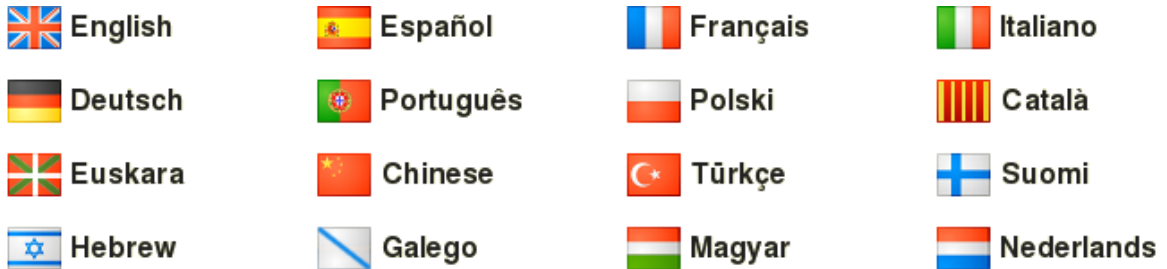 English Español Français Italiano
Deutsch Português Polski Català
Euskara Chinese Türkçe Suomi
Hebrew Galego Magyar Nederlands